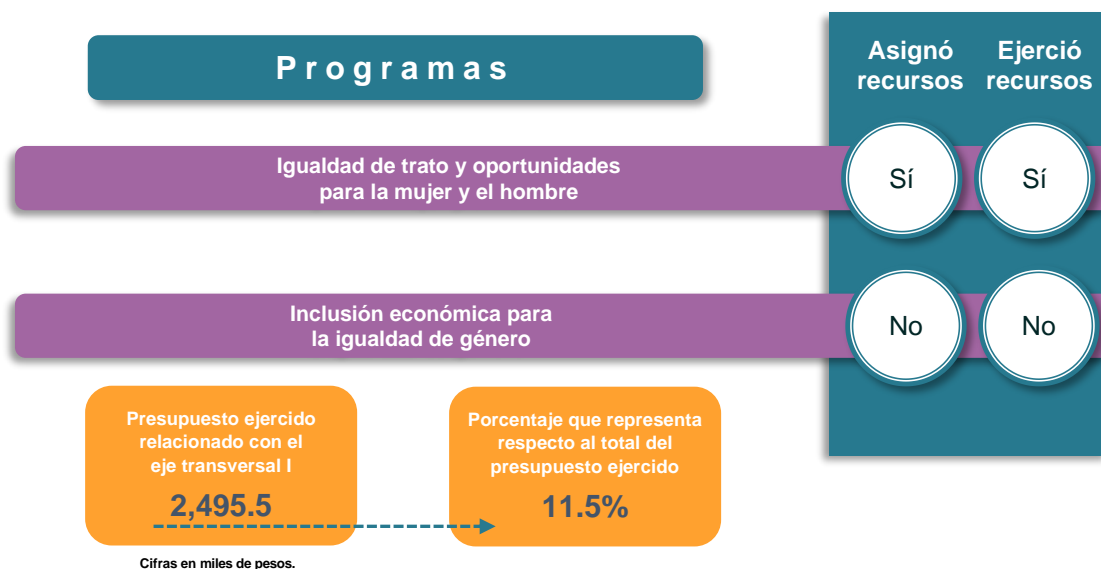 Programas
Asignó
recursos
Ejerció
recursos
Igualdad de trato y oportunidades
para la mujer y el hombre
Sí
Sí
Inclusión económica para
la igualdad de género
No
No
Presupuesto ejercido
relacionado con el
eje transversal I
2,495.5
Porcentaje que representa
respecto al total del
presupuesto ejercido
11.5%
Cifras en miles de pesos.